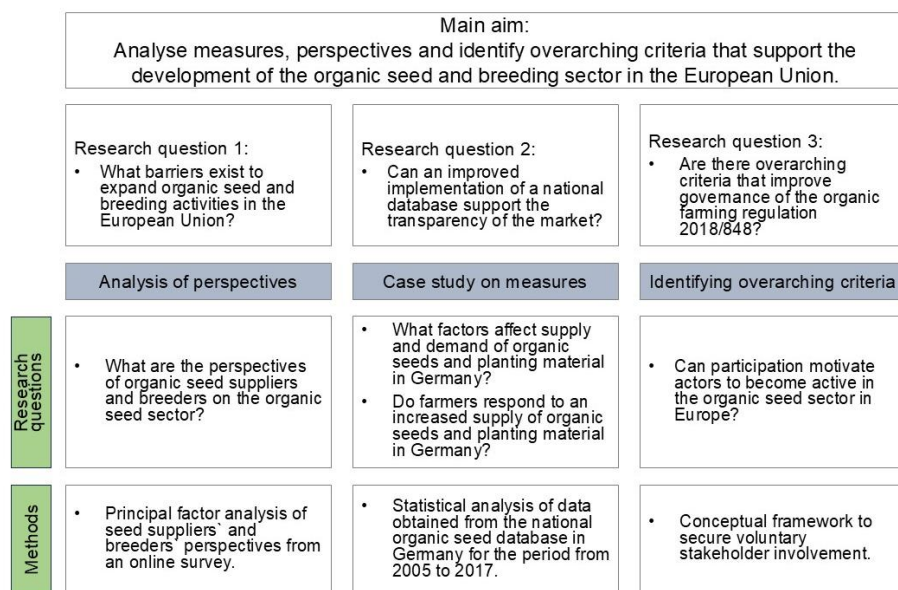 Main aim:
Analyse measures, perspectives and identify overarching criteria that support the
development of the organic seed and breeding sector in the European Union.
Research question 1:
• What barriers exist to
expand organic seed and
breeding activities in the
European Union?
Research question 2:
• Can an improved
implementation of a national
database support the
transparency of the market?
Research question 3:
• Are there overarching
criteria that improve
governance of the organic
farming regulation
2018/848?
Analysis of perspectives
Case study on measures
Identifying overarching criteria
Research
questions
• What are the perspectives
of organic seed suppliers
and breeders on the organic
seed sector?
• What factors affect supply
and demand of organic
seeds and planting material
in Germany?
• Do farmers respond to an
increased supply of organic
seeds and planting material
in Germany?
• Can participation motivate
actors to become active in
the organic seed sector in
Europe?
Methods
• Principal factor analysis of
seed suppliers` and
breeders` perspectives from
an online survey.
• Statistical analysis of data
obtained from the national
organic seed database in
Germany for the period from
2005 to 2017.
• Conceptual framework to
secure voluntary
stakeholder involvement.